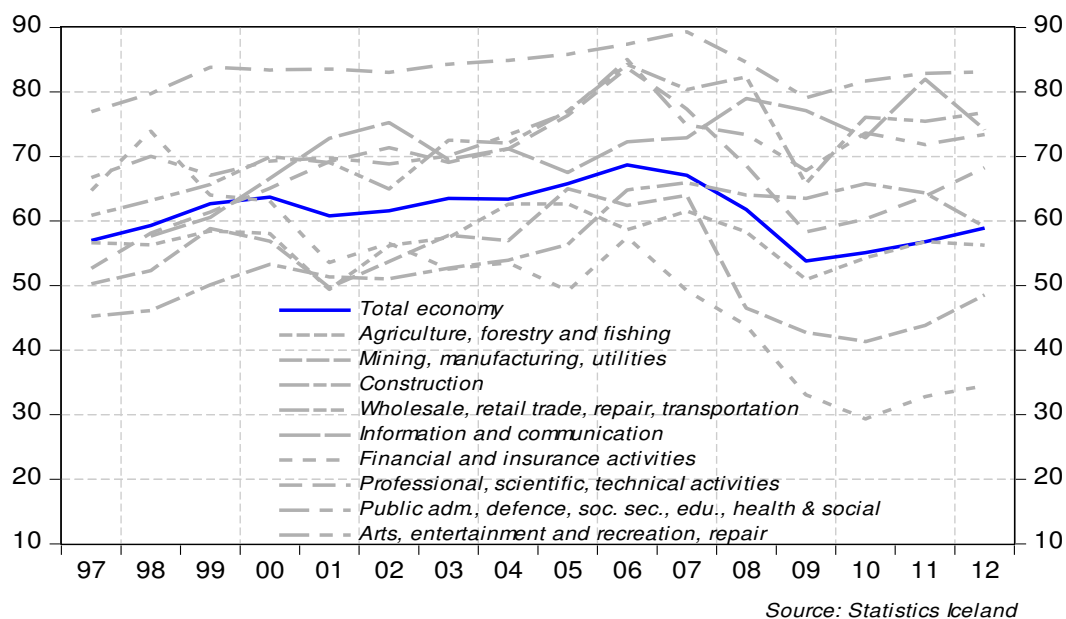 90 90
80 80
70 70
60 60
50 50
Total economy
Agriculture, forestry and fishing
40 Mining, manufacturing, utilities 40
Construction
Wholesale, retail trade, repair, transportation
30 30
Information and communication
Financial and insurance activities
20 Professional, scientific, technical activities 20
Public adm., defence, soc. sec., edu., health & social
Arts, entertainment and recreation, repair
10 10
97 98 99 00 01 02 03 04 05 06 07 08 09 10 11 12
Source: Statistics Iceland